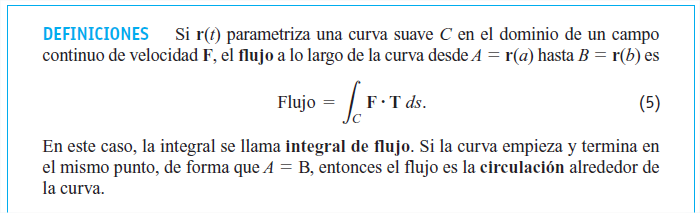 DEFINICIONES Si r(t) parametriza una curva suave C en el dominio de un campo
continuo de velocidad F, el flujo a lo largo de la curva desde A = r(a) hasta B = r(b) es
Flujo = ∫_C F · T ds. (5)
En este caso, la integral se llama integral de flujo. Si la curva empieza y termina en
el mismo punto, de forma que A = B, entonces el flujo es la circulación alrededor de
la curva.